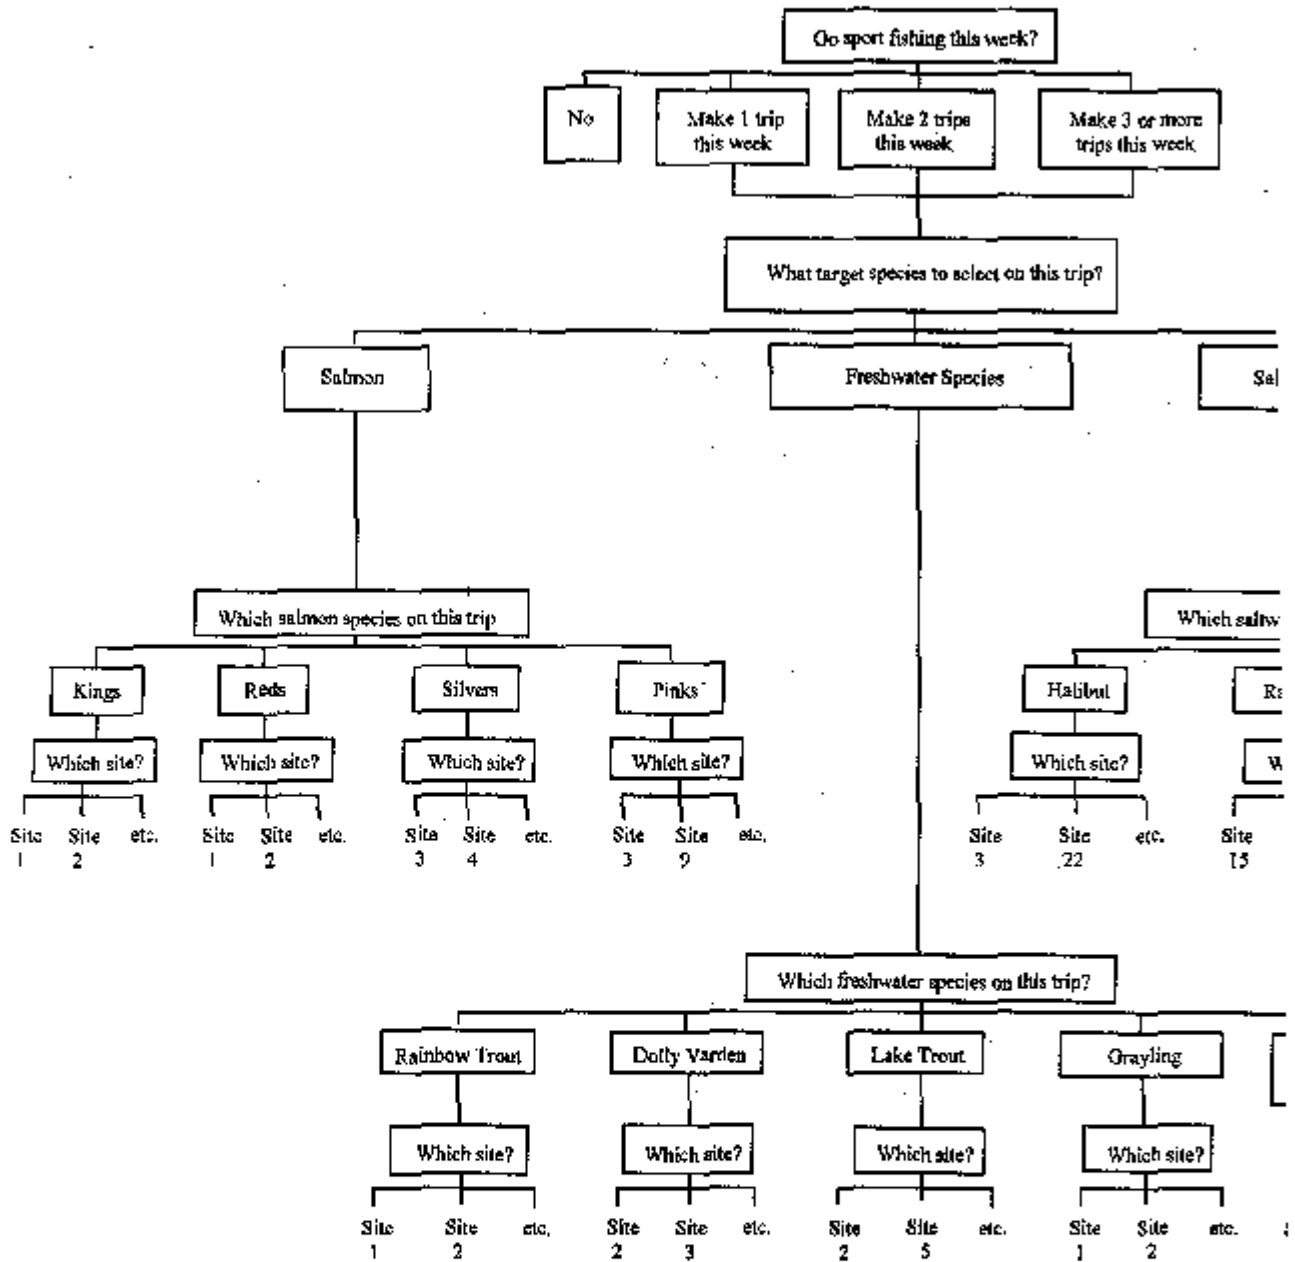 Go sport fishing this week?
No
Make 1 trip
this week
Make 2 trips
this week
Make 3 or more
trips this week
What target species to select on this trip?
Salmon
Freshwater Species
Sal
Which salmon species on this trip
Which saltw
Kings
Reds
Silvers
Pinks
Halibut
Ra
Which site?
Which site?
Which site?
Which site?
Which site?
W
Site
1
Site
2
etc.
Site
1
Site
2
etc.
Site
3
Site
4
etc.
Site
3
Site
9
etc.
Site
3
Site
22
etc.
Site
15
Which freshwater species on this trip?
Rainbow Trout
Dolly Varden
Lake Trout
Grayling
Which site?
Which site?
Which site?
Which site?
Site
1
Site
2
etc.
Site
2
Site
3
etc.
Site
2
Site
5
etc.
Site
1
Site
2
etc.